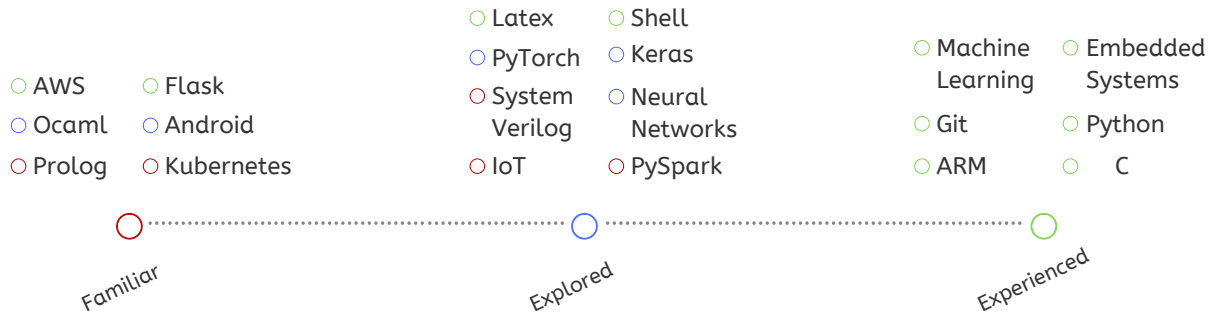 AWS
Flask
Ocaml
Android
Prolog
Kubernetes
Latex
Shell
PyTorch
Keras
System
Verilog
Neural
Networks
IoT
PySpark
Machine
Learning
Embedded
Systems
Git
Python
ARM
C
Familiar
Explored
Experienced